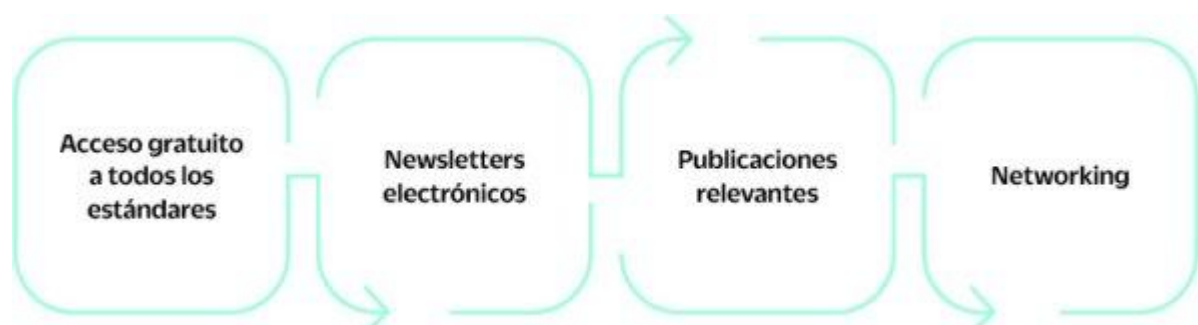 Acceso gratuito
a todos los
estándares
Newsletters
electrónicos
Publicaciones
relevantes
Networking